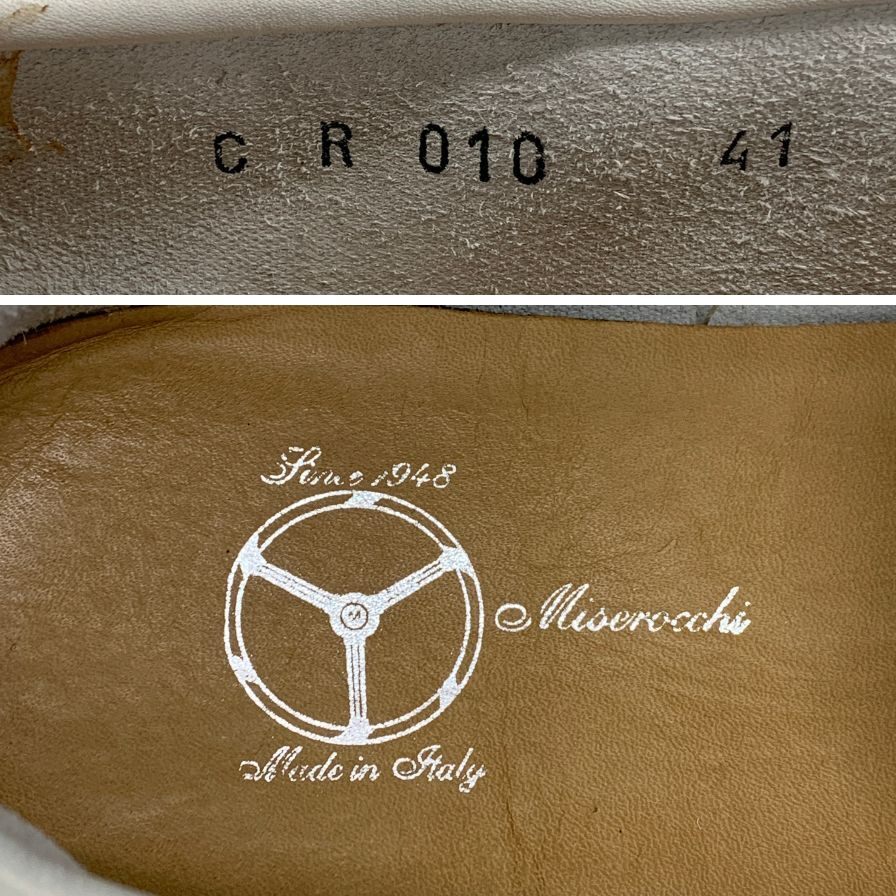 C R 010 41
Since 1948
Miserocchi
Made in Italy